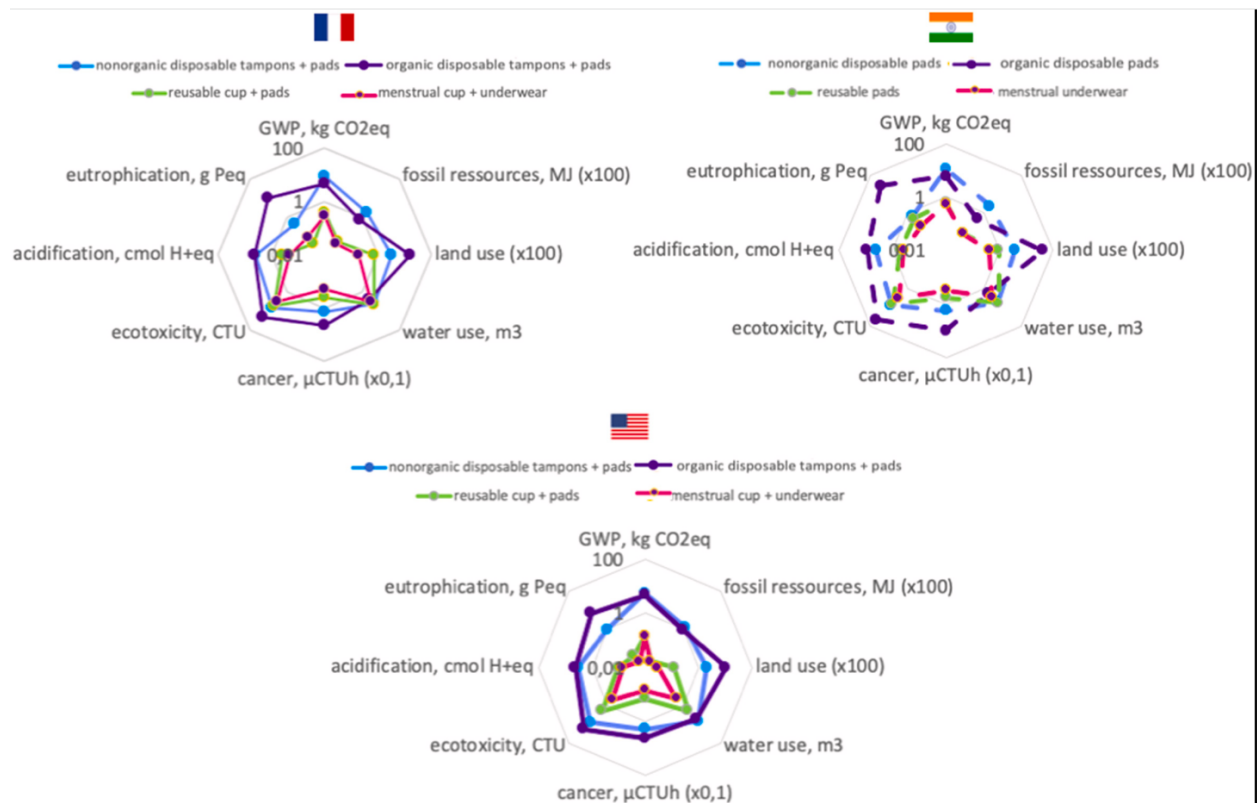 nonorganic disposable tampons + pads organic disposable tampons + pads
reusable cup + pads menstrual cup + underwear
GWP, kg CO2eq
100
eutrophication, g Peq fossil ressources, MJ (x100)
1
acidification, cmol H+eq 0,01 land use (x100)
ecotoxicity, CTU water use, m3
cancer, µCTUh (x0,1)
nonorganic disposable pads organic disposable pads
reusable pads menstrual underwear
GWP, kg CO2eq
100
eutrophication, g Peq fossil ressources, MJ (x100)
1
acidification, cmol H+eq 0,01 land use (x100)
ecotoxicity, CTU water use, m3
cancer, µCTUh (x0,1)
nonorganic disposable tampons + pads organic disposable tampons + pads
reusable cup + pads menstrual cup + underwear
GWP, kg CO2eq
100
eutrophication, g Peq fossil ressources, MJ (x100)
1
acidification, cmol H+eq land use (x100)
ecotoxicity, CTU water use, m3
cancer, µCTUh (x0,1)